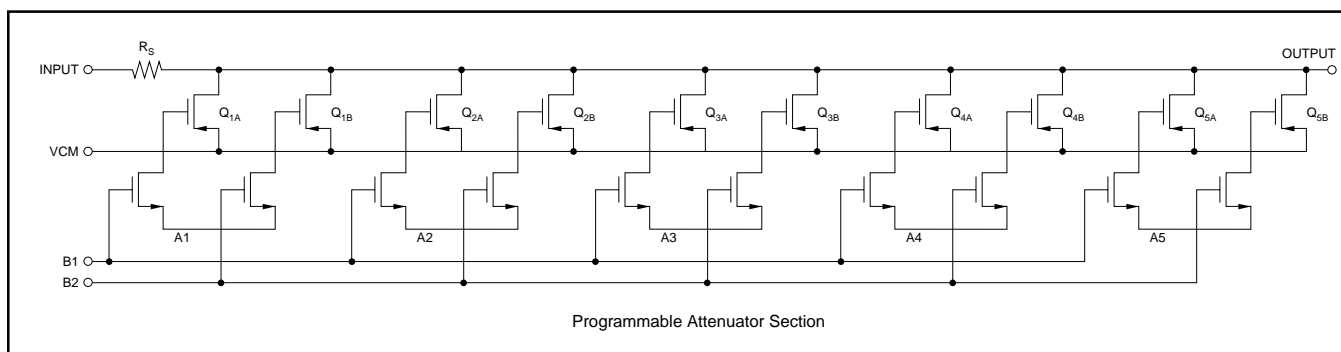 R_S
INPUT
OUTPUT
Q_1A
Q_1B
Q_2A
Q_2B
Q_3A
Q_3B
Q_4A
Q_4B
Q_5A
Q_5B
VCM
A1
A2
A3
A4
A5
B1
B2
Programmable Attenuator Section